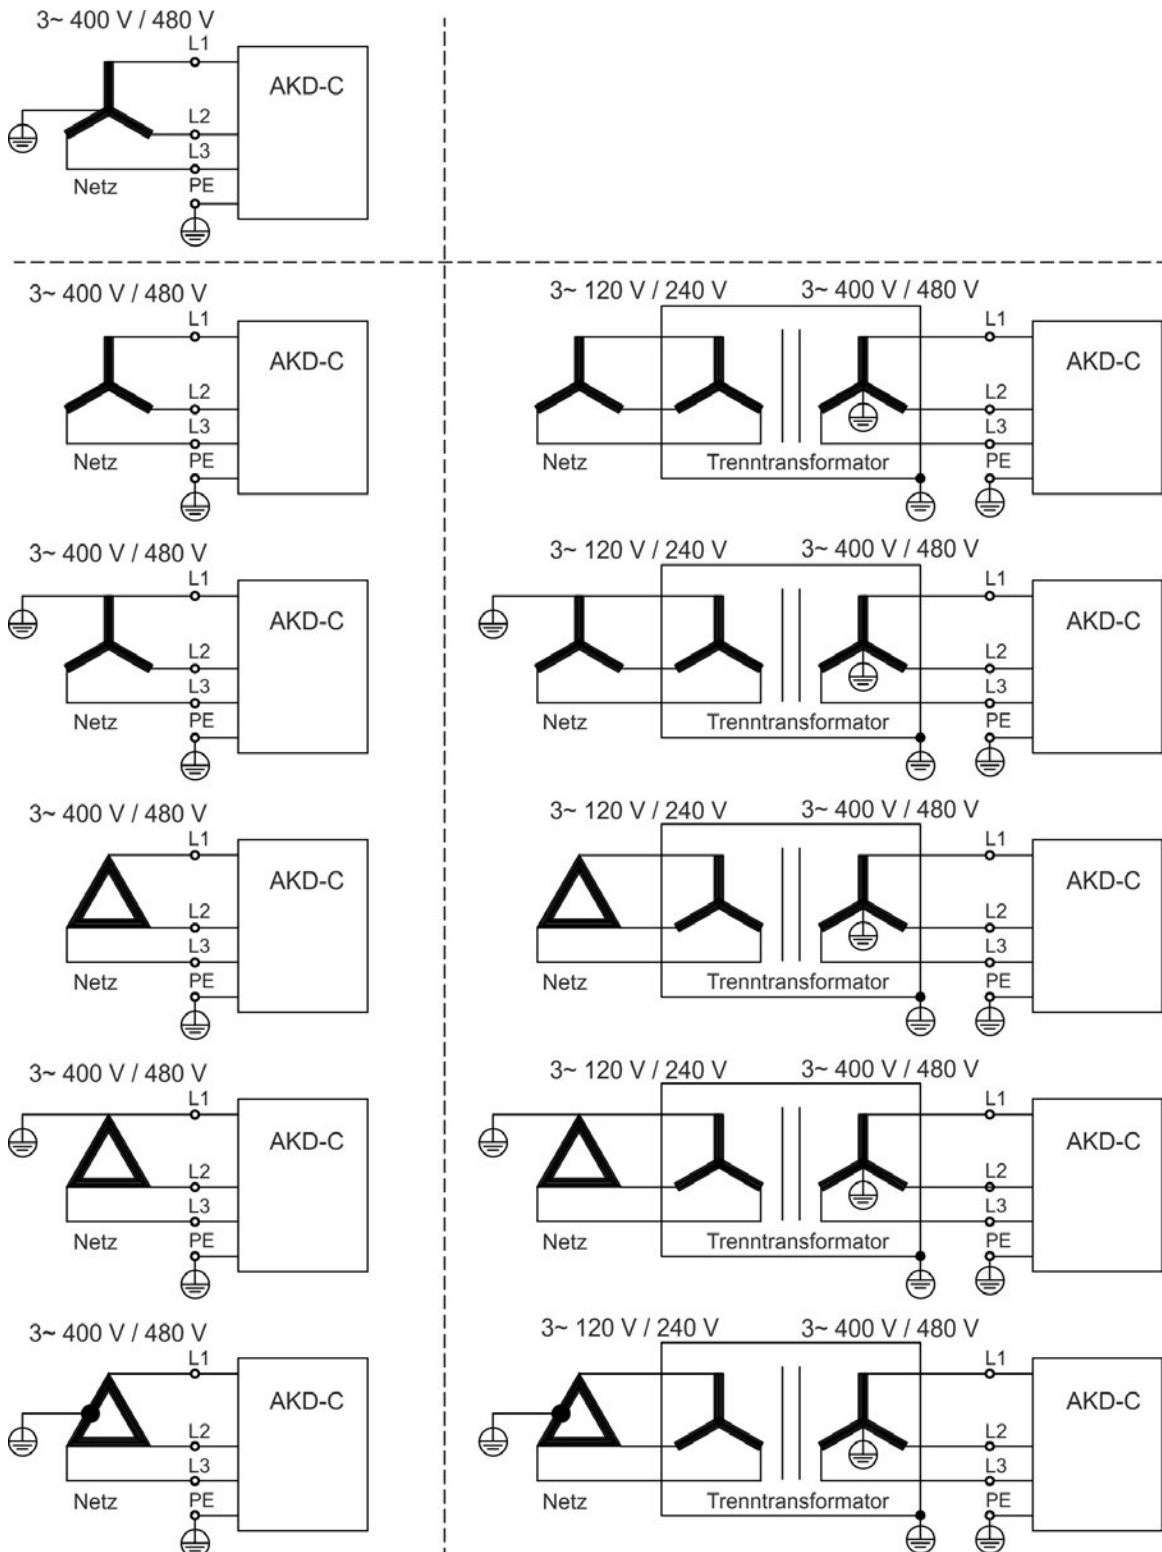 3~ 400 V / 480 V
L1
AKD-C
L2
L3
Netz
PE
3~ 400 V / 480 V
L1
AKD-C
L2
L3
Netz
PE
3~ 120 V / 240 V
3~ 400 V / 480 V
L1
AKD-C
L2
L3
Netz
Trenntransformator
PE
3~ 400 V / 480 V
L1
AKD-C
L2
L3
Netz
PE
3~ 120 V / 240 V
3~ 400 V / 480 V
L1
AKD-C
L2
L3
Netz
Trenntransformator
PE
3~ 400 V / 480 V
L1
AKD-C
L2
L3
Netz
PE
3~ 120 V / 240 V
3~ 400 V / 480 V
L1
AKD-C
L2
L3
Netz
Trenntransformator
PE
3~ 400 V / 480 V
L1
AKD-C
L2
L3
Netz
PE
3~ 120 V / 240 V
3~ 400 V / 480 V
L1
AKD-C
L2
L3
Netz
Trenntransformator
PE
3~ 400 V / 480 V
L1
AKD-C
L2
L3
Netz
PE
3~ 120 V / 240 V
3~ 400 V / 480 V
L1
AKD-C
L2
L3
Netz
Trenntransformator
PE